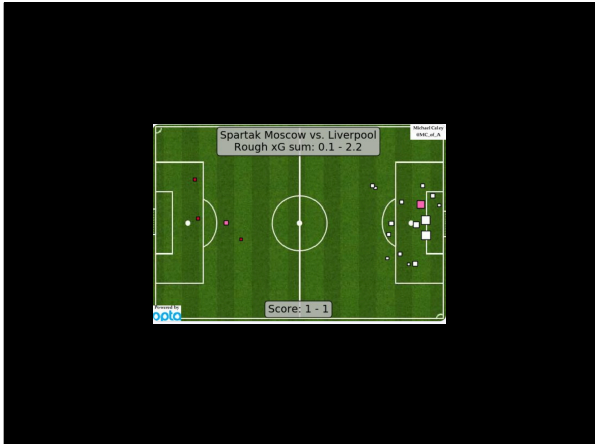 Spartak Moscow vs. Liverpool
Rough xG sum: 0.1 - 2.2
Michael Caley
@MC_of_A
Score: 1 - 1
Powered by
opta